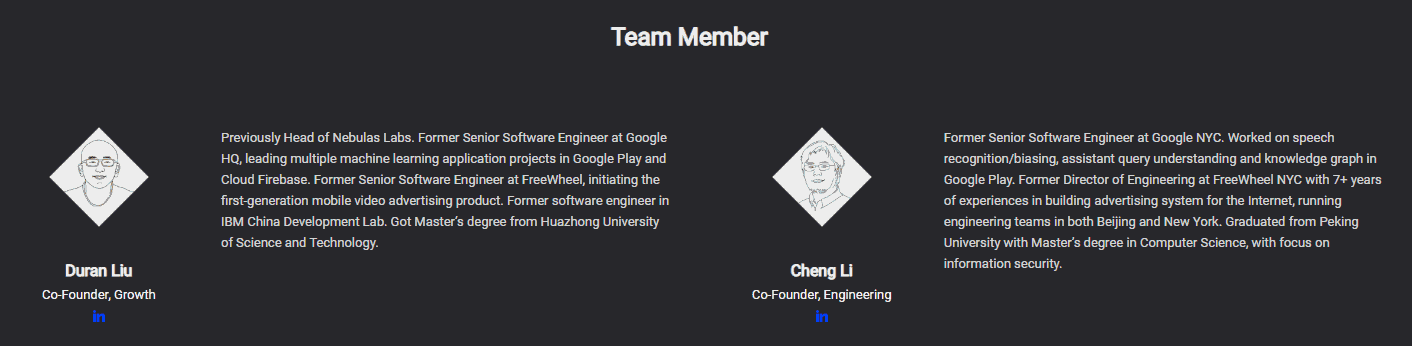 Team Member
Previously Head of Nebulas Labs. Former Senior Software Engineer at Google
HQ, leading multiple machine learning application projects in Google Play and
Cloud Firebase. Former Senior Software Engineer at FreeWheel, initiating the
first-generation mobile video advertising product. Former software engineer in
IBM China Development Lab. Got Master's degree from Huazhong University
of Science and Technology.
Duran Liu
Co-Founder, Growth
in
Former Senior Software Engineer at Google NYC. Worked on speech
recognition/biasing, assistant query understanding and knowledge graph in
Google Play. Former Director of Engineering at FreeWheel NYC with 7+ years
of experiences in building advertising system for the Internet, running
engineering teams in both Beijing and New York. Graduated from Peking
University with Master's degree in Computer Science, with focus on
information security.
Cheng Li
Co-Founder, Engineering
in